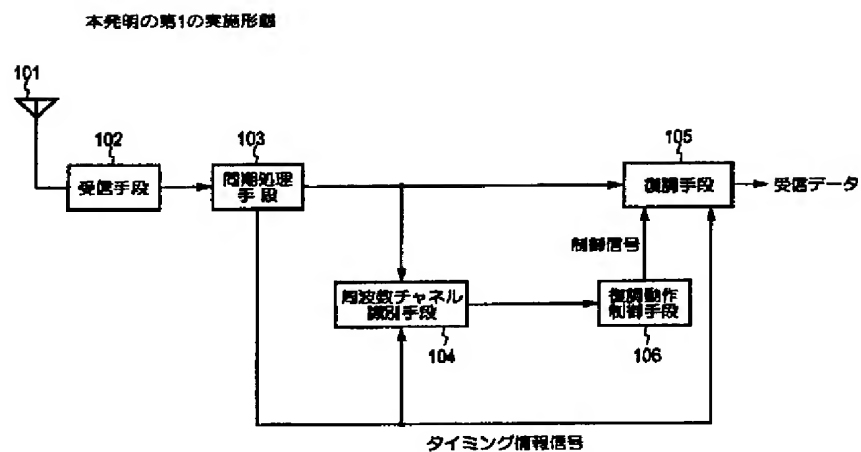 本発明の第1の実施形態
101
102
103
105
受信手段
同期処理
手段
復調手段
受信データ
制御信号
周波数チャネル
識別手段
復調動作
制御手段
104
106
タイミング情報信号